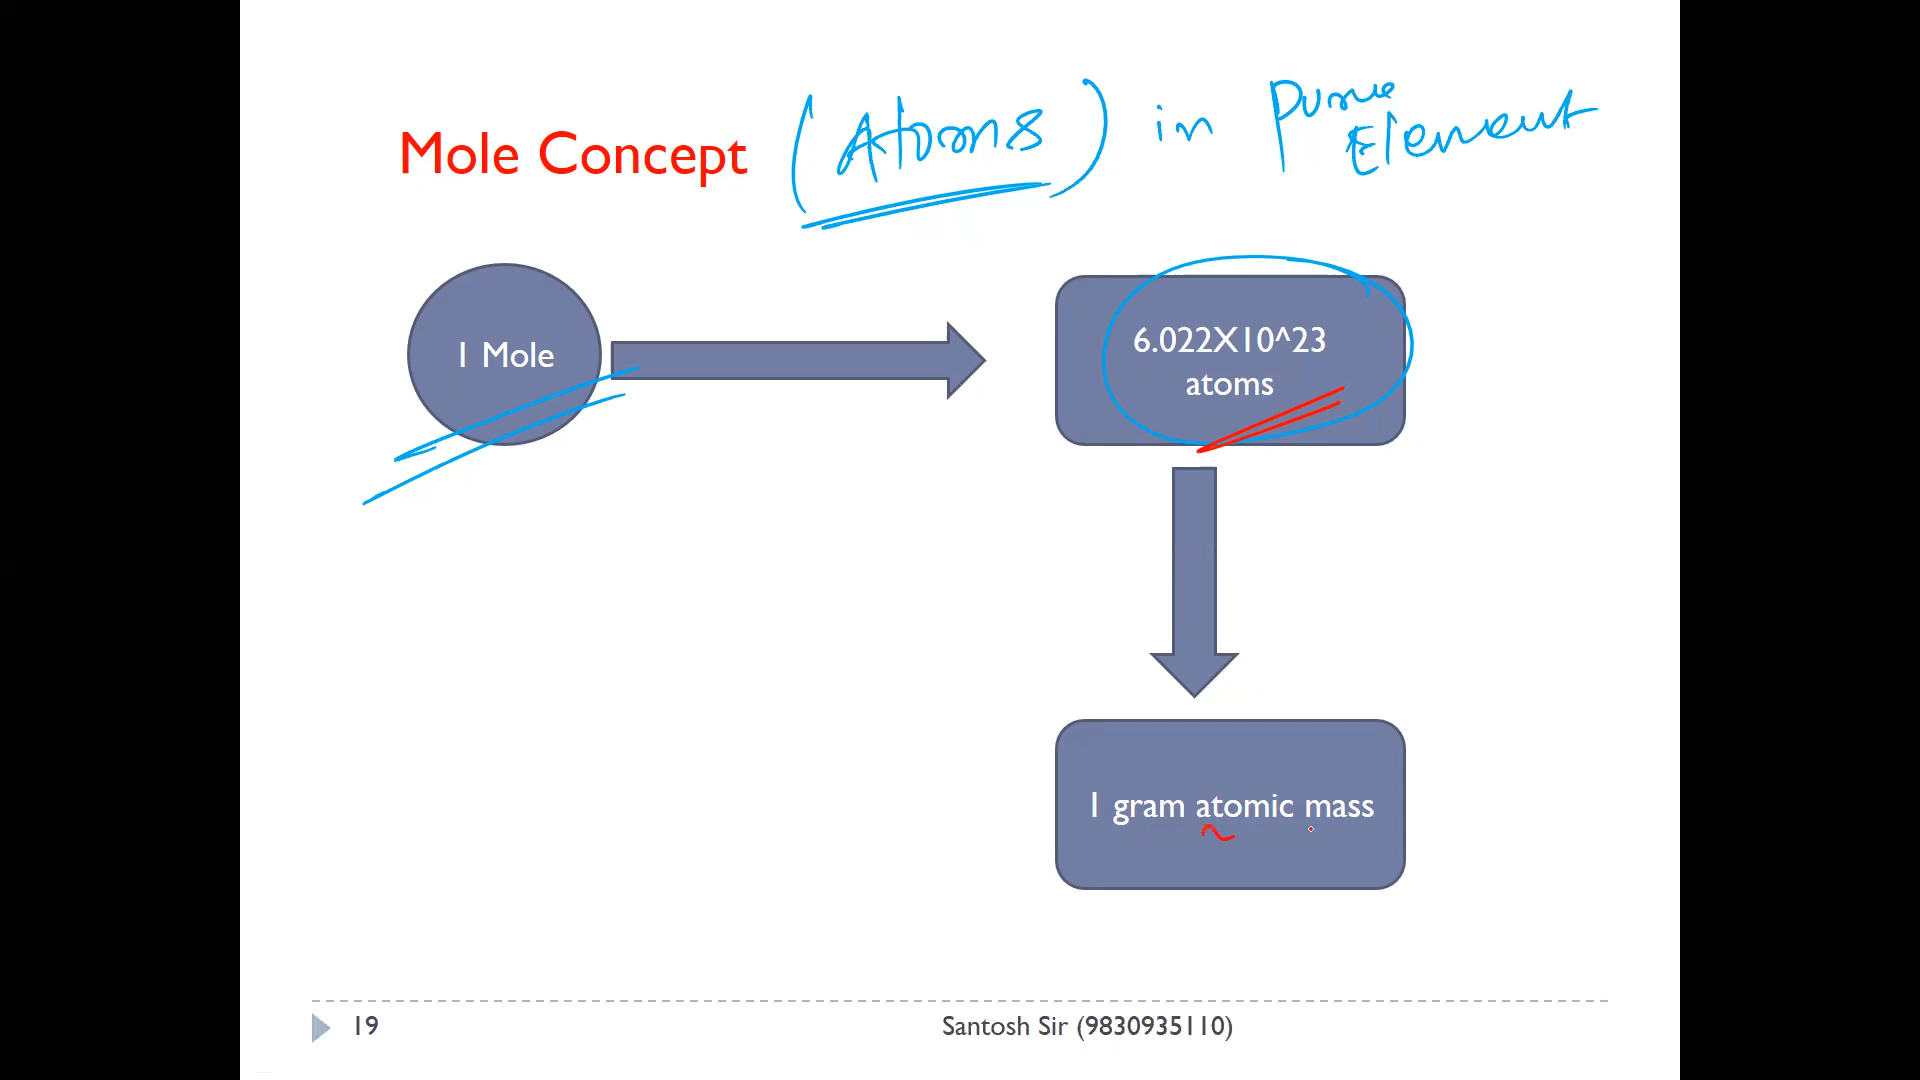 Mole Concept (Atoms) in Pure
Element
1 Mole
6.022X10^23
atoms
1 gram atomic mass
19
Santosh Sir (9830935110)